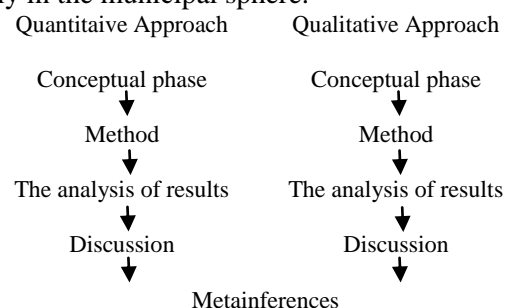 y in the municipal sphere.
Quantitaive Approach Qualitative Approach
Conceptual phase Conceptual phase
Method Method
The analysis of results The analysis of results
Discussion Discussion
Metainferences